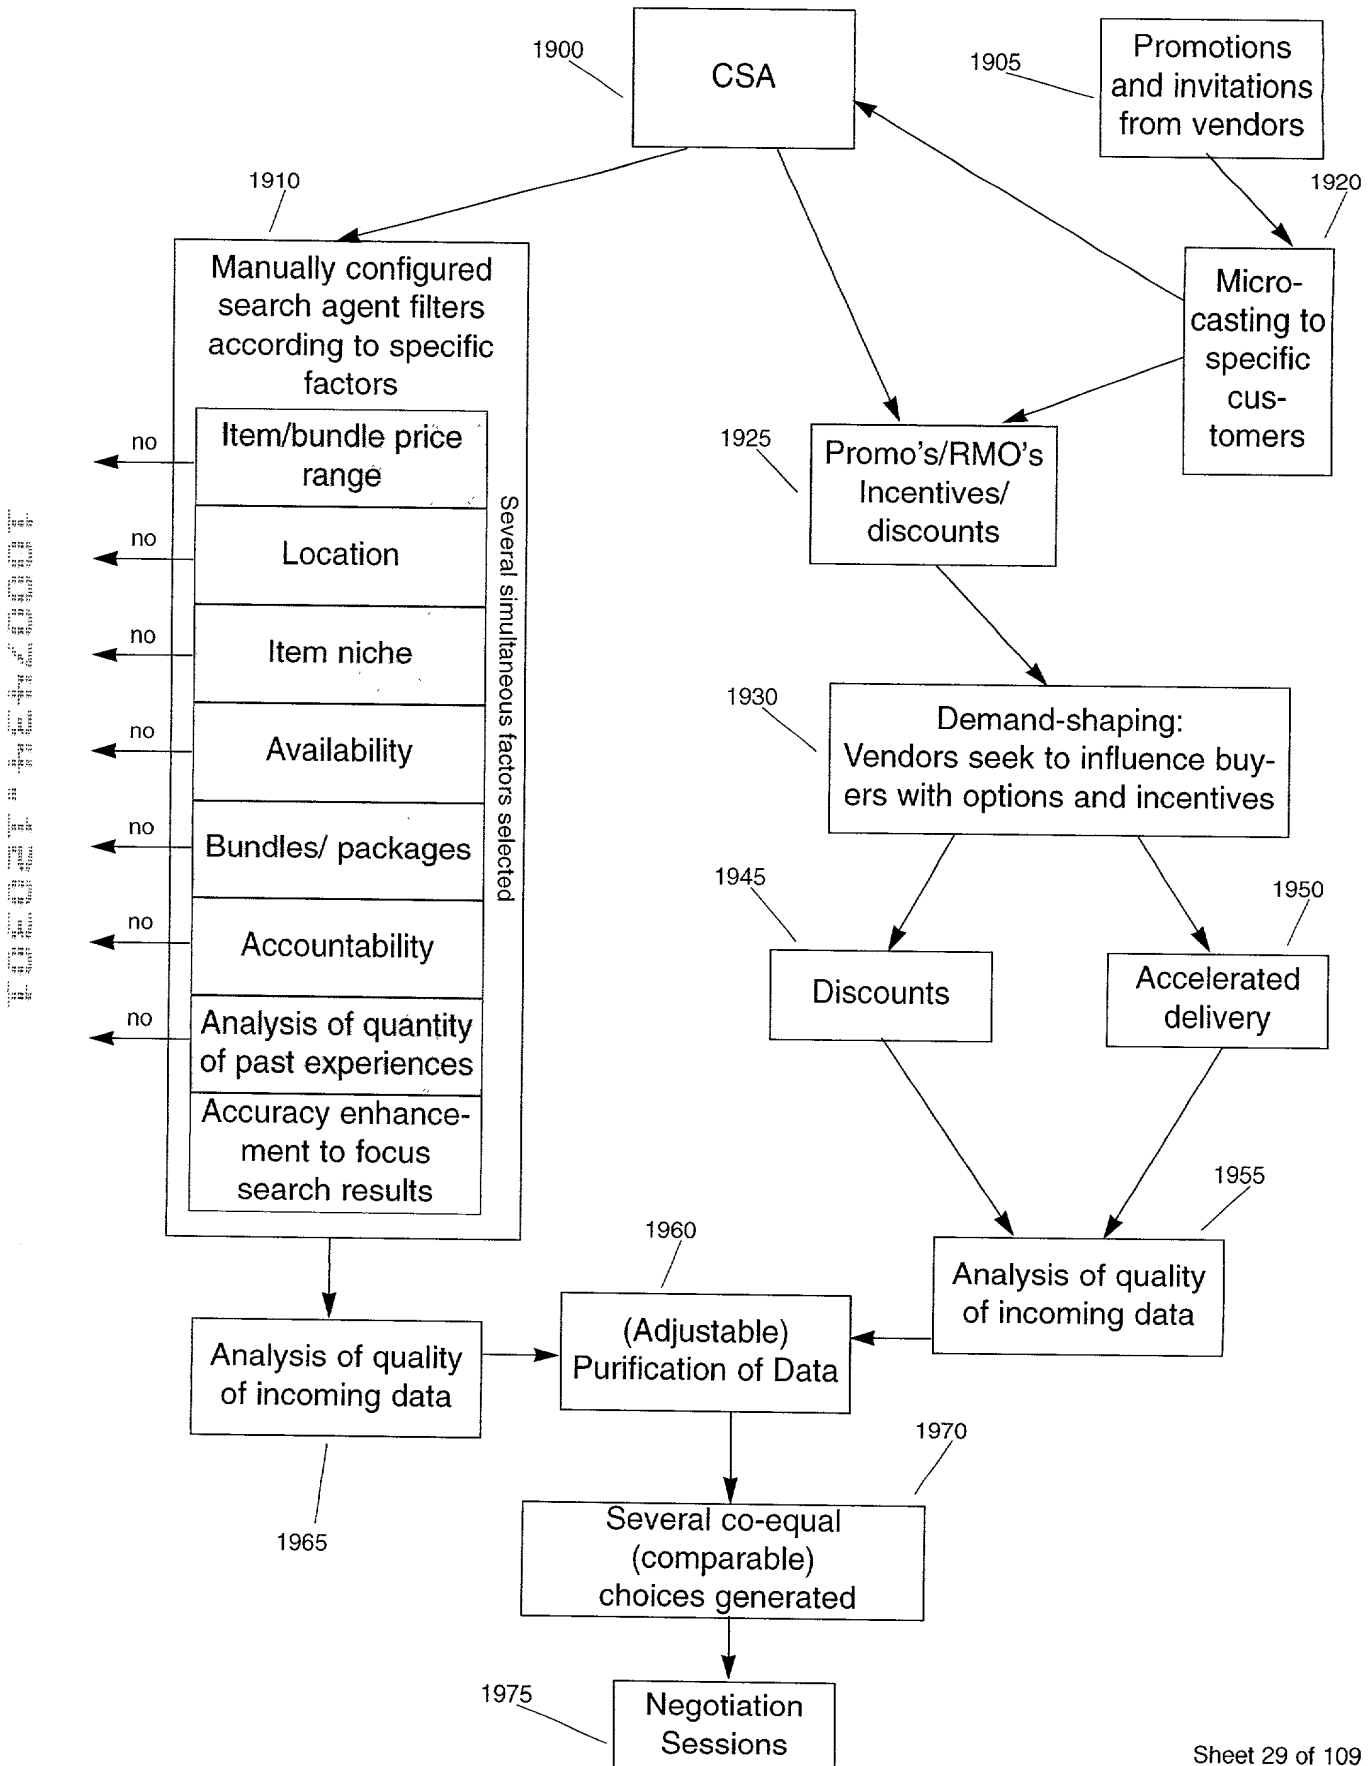 1900
CSA
1905
Promotions
and invitations
from vendors
1910
1920
Manually configured
search agent filters
according to specific
factors
Micro-
casting to
specific
cus-
tomers
no
Item/bundle price
range
1925
Promo's/RMO's
Incentives/
discounts
no
Location
Several simultaneous factors selected
no
Item niche
no
Availability
1930
Demand-shaping:
Vendors seek to influence buy-
ers with options and incentives
no
Bundles/ packages
no
Accountability
1945
Discounts
1950
Accelerated
delivery
no
Analysis of quantity
of past experiences
Accuracy enhance-
ment to focus
search results
1955
Analysis of quality
of incoming data
1960
(Adjustable)
Purification of Data
Analysis of quality
of incoming data
1965
1970
Several co-equal
(comparable)
choices generated
1975
Negotiation
Sessions
Sheet 29 of 109